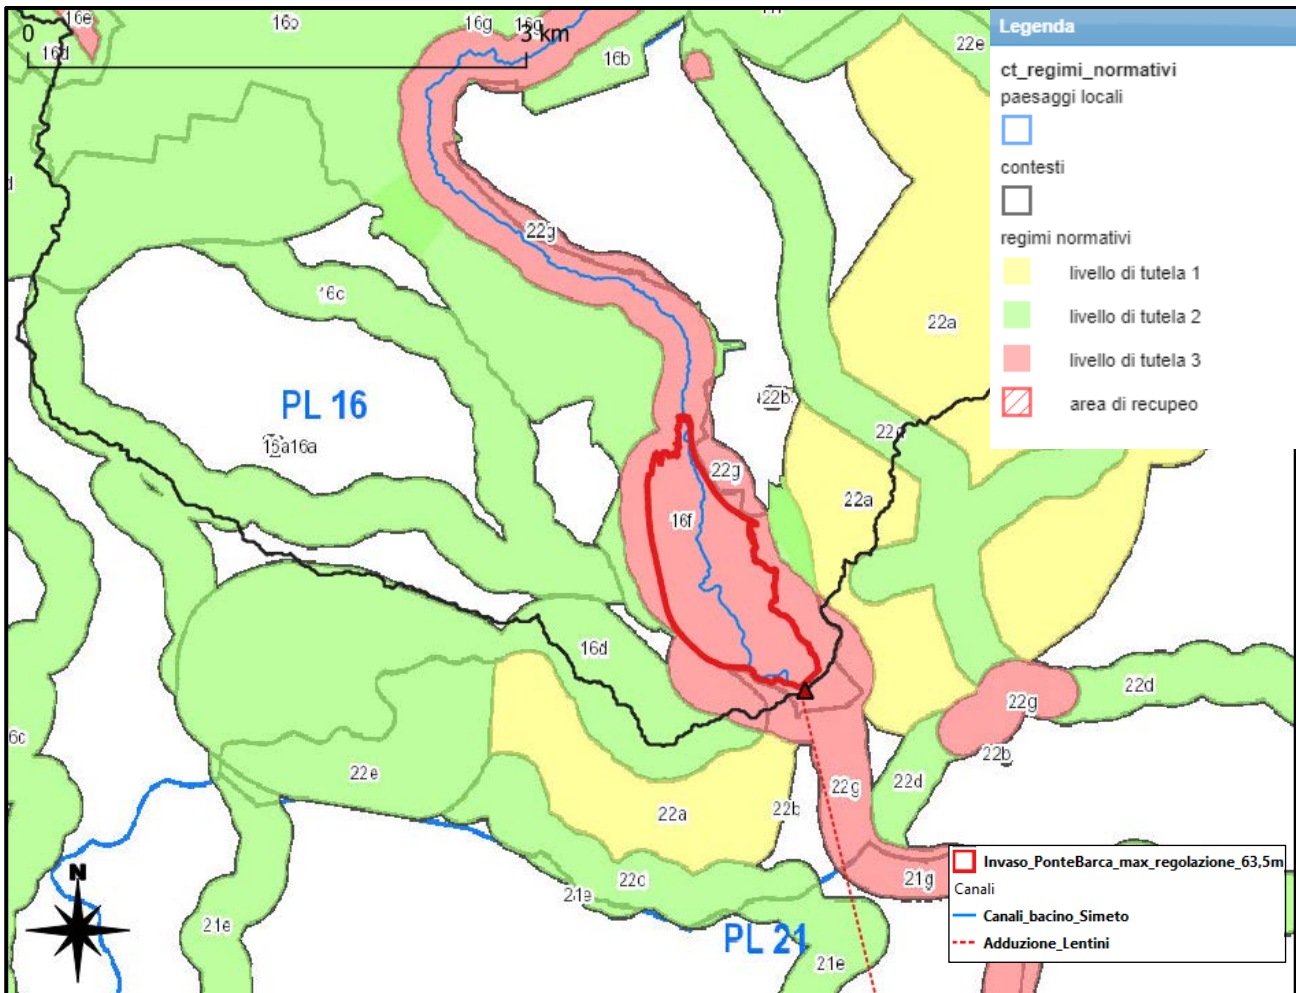 16e
16b
16g
16g
0
3 km
16d
16b
22e
Legenda
ct_regimi_normativi
paesaggi locali
contesti
regimi normativi
livello di tutela 1
livello di tutela 2
livello di tutela 3
area di recupeo
d
22g
16c
22a
PL 16
22b
16a16a
22g
22a
16f
16d
22d
22g
6c
22b
22e
22d
22g
22a
22b
21g
22d
21e
21e
PL 21
21e
N
Invaso_PonteBarca_max_regolazione_63,5m
Canali
Canali_bacino_Simeto
Adduzione_Lentini